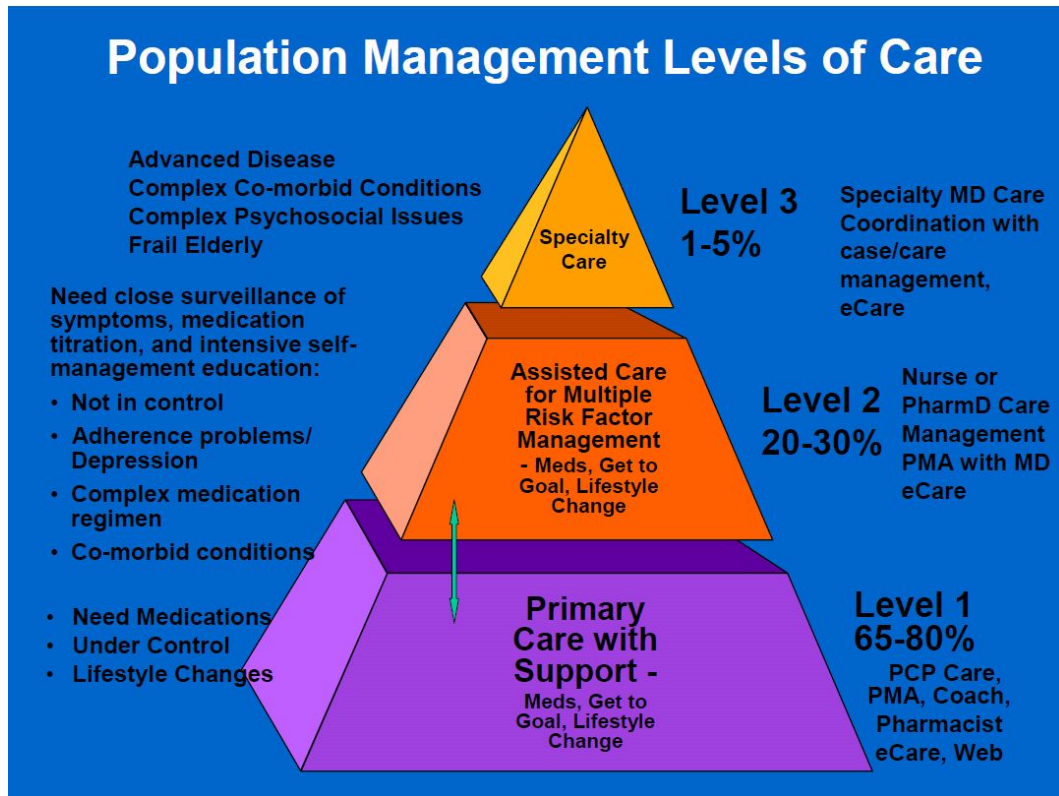 Population Management Levels of Care
Advanced Disease
Complex Co-morbid Conditions
Complex Psychosocial Issues
Frail Elderly
Specialty
Care
Level 3
1-5%
Specialty MD Care
Coordination with
case/care
management,
eCare
Need close surveillance of
symptoms, medication
titration, and intensive self-
management education:
• Not in control
• Adherence problems/
Depression
• Complex medication
regimen
• Co-morbid conditions
Assisted Care
for Multiple
Risk Factor
Management
- Meds, Get to
Goal, Lifestyle
Change
Level 2
20-30%
Nurse or
PharmD Care
Management
PMA with MD
eCare
• Need Medications
• Under Control
• Lifestyle Changes
Primary
Care with
Support -
Meds, Get to
Goal, Lifestyle
Change
Level 1
65-80%
PCP Care,
PMA, Coach,
Pharmacist
eCare, Web